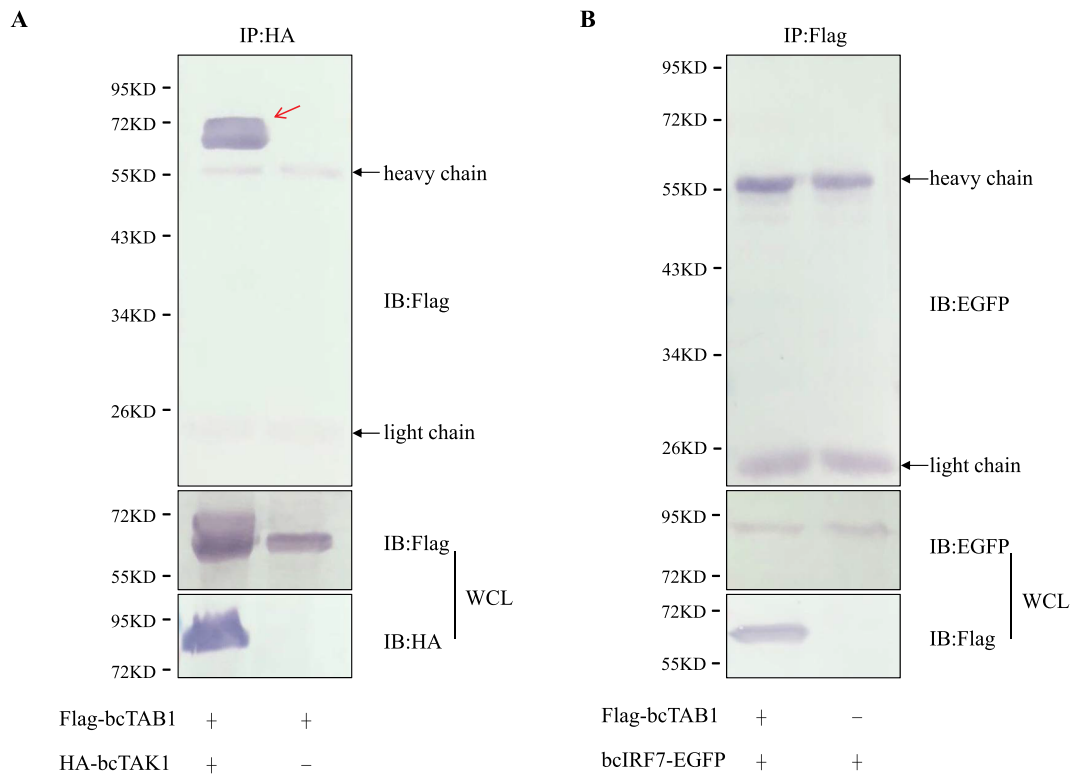 A
IP:HA
95KD
72KD
55KD
heavy chain
43KD
IB:Flag
34KD
26KD
light chain
72KD
IB:Flag
55KD
WCL
95KD
IB:HA
72KD
Flag-bcTAB1 + +
HA-bcTAK1 + –
B
IP:Flag
95KD
72KD
heavy chain
55KD
43KD
IB:EGFP
34KD
26KD
light chain
95KD
IB:EGFP
72KD
WCL
72KD
IB:Flag
55KD
Flag-bcTAB1 + –
bcIRF7-EGFP + +